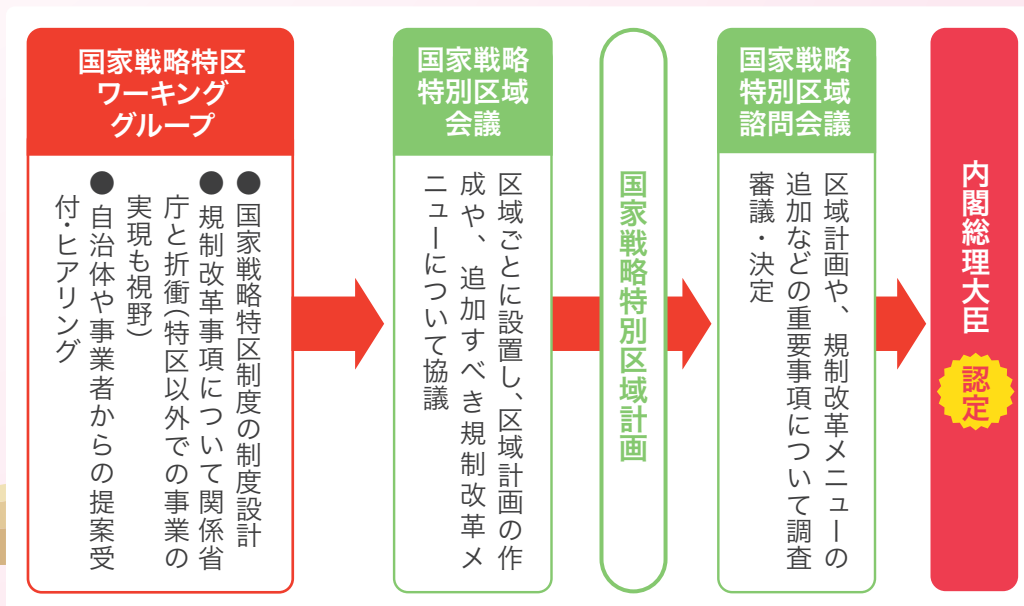 国家戦略特区
ワーキング
グループ
●国家戦略特区制度の制度設計
●規制改革事項について関係省
庁と折衝(特区以外での事業の
実現も視野)
●自治体や事業者からの提案受
付・ヒアリング
国家戦略
特別区域
会議
区域ごとに設置し、区域計画の作
成や、追加すべき規制改革メ
ニューについて協議
国家戦略特別区域計画
国家戦略
特別区域
諮問会議
区域計画や、規制改革メニューの
追加などの重要事項について調査
審議・決定
内閣総理大臣
認定